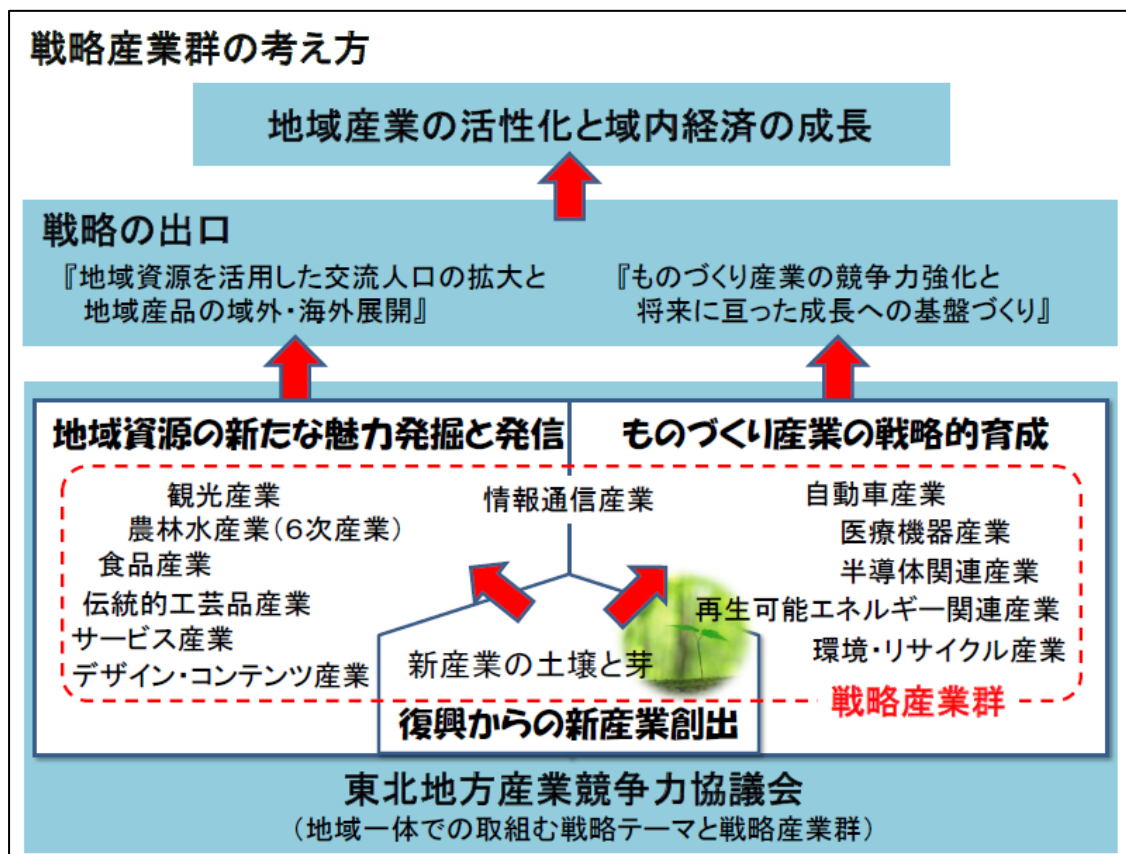 戦略産業群の考え方
地域産業の活性化と域内経済の成長
戦略の出口
『地域資源を活用した交流人口の拡大と
地域産品の域外・海外展開』
『ものづくり産業の競争力強化と
将来に亘った成長への基盤づくり』
地域資源の新たな魅力発掘と発信
ものづくり産業の戦略的育成
観光産業
農林水産業(6次産業)
食品産業
伝統的工芸品産業
サービス産業
デザイン・コンテンツ産業
情報通信産業
自動車産業
医療機器産業
半導体関連産業
再生可能エネルギー関連産業
環境・リサイクル産業
戦略産業群
新産業の土壌と芽
復興からの新産業創出
東北地方産業競争力協議会
(地域一体での取組む戦略テーマと戦略産業群)